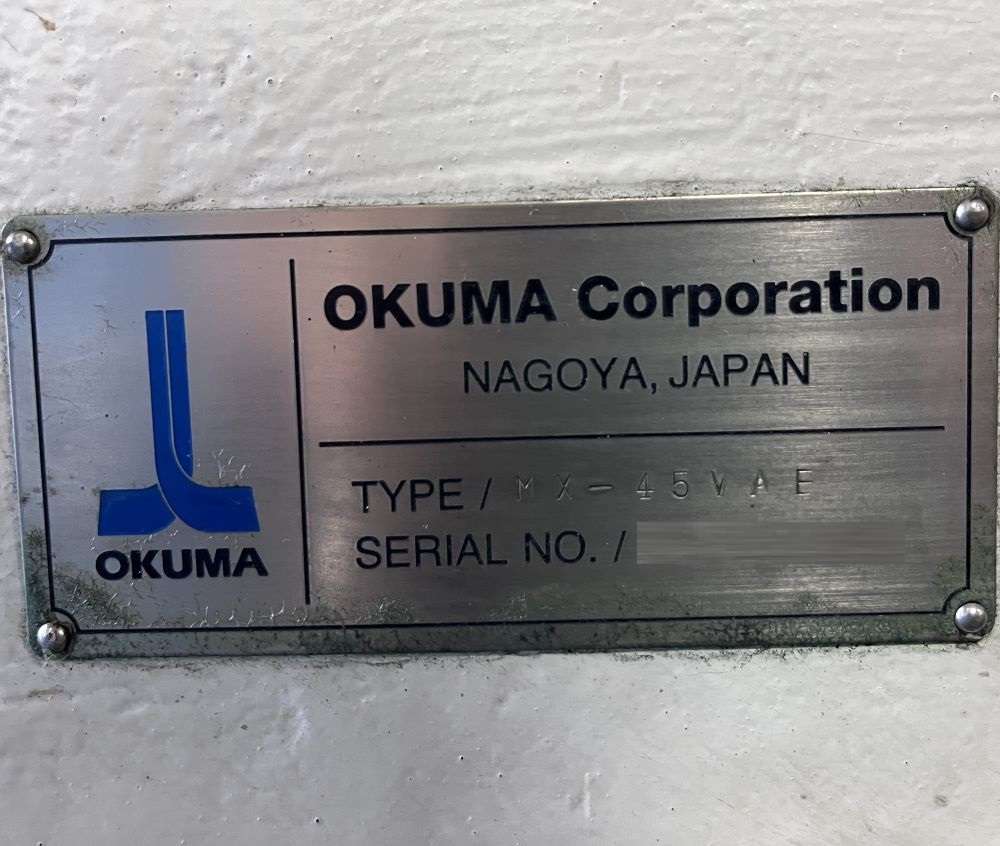 OKUMA
OKUMA Corporation
NAGOYA, JAPAN
TYPE / MX-45VAE
SERIAL NO. /